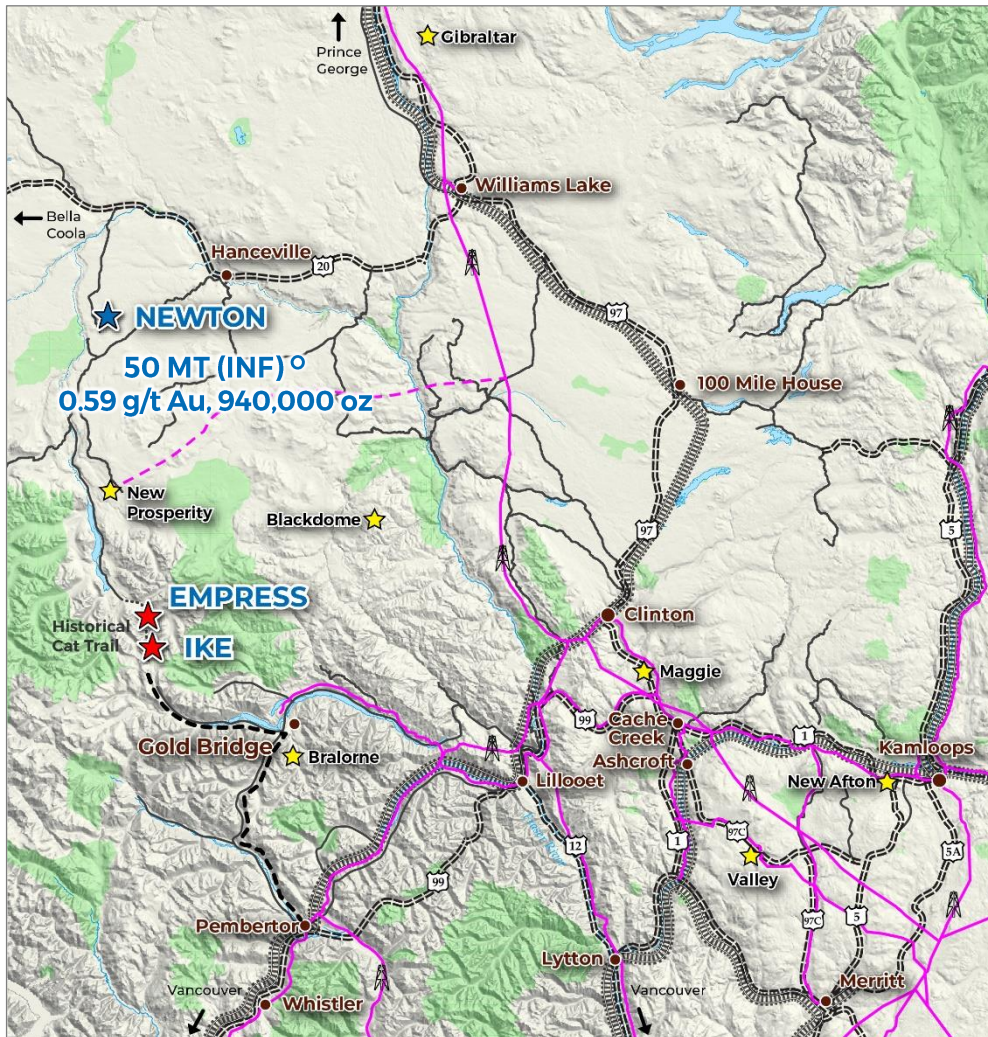 Gibraltar
Prince
George
Williams Lake
Bella
Coola
Hanceville
20
97
NEWTON
50 MT (INF)°
0.59 g/t Au, 940,000 oz
100 Mile House
New
Prosperity
Blackdome
97
5
EMPRESS
Historical
Cat Trail
IKE
Clinton
Maggie
99
Cache
Creek
1
Gold Bridge
Bralorne
Kamloops
Ashcroft
New Afton
Lillooet
97C
12
1
Valley
5A
99
97C
5
Pemberton
Lytton
Vancouver
Vancouver
Merritt
Whistler